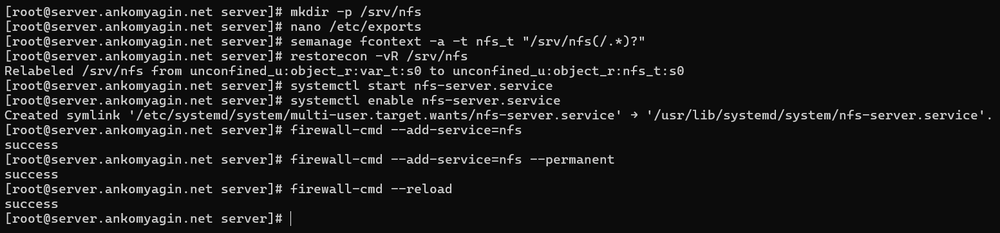 [root@server.ankomyagin.net server]# mkdir -p /srv/nfs
[root@server.ankomyagin.net server]# nano /etc/exports
[root@server.ankomyagin.net server]# semanage fcontext -a -t nfs_t "/srv/nfs(/.*)?"
[root@server.ankomyagin.net server]# restorecon -vR /srv/nfs
Relabeled /srv/nfs from unconfined_u:object_r:var_t:s0 to unconfined_u:object_r:nfs_t:s0
[root@server.ankomyagin.net server]# systemctl start nfs-server.service
[root@server.ankomyagin.net server]# systemctl enable nfs-server.service
Created symlink '/etc/systemd/system/multi-user.target.wants/nfs-server.service' → '/usr/lib/systemd/system/nfs-server.service'.
[root@server.ankomyagin.net server]# firewall-cmd --add-service=nfs
success
[root@server.ankomyagin.net server]# firewall-cmd --add-service=nfs --permanent
success
[root@server.ankomyagin.net server]# firewall-cmd --reload
success
[root@server.ankomyagin.net server]#